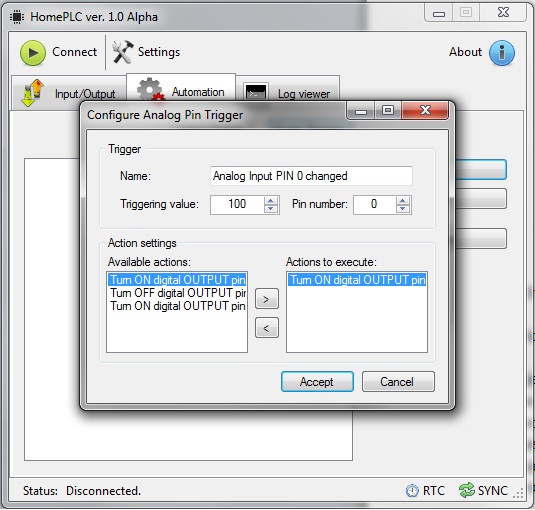 HomePLC ver. 1.0 Alpha
Connect
Settings
About
Input/Output
Automation
Log viewer
Configure Analog Pin Trigger
Trigger
Name:
Analog Input PIN 0 changed
Triggering value:
100
Pin number:
0
Action settings
Available actions:
Actions to execute:
Turn ON digital OUTPUT pin
Turn OFF digital OUTPUT pin
Turn ON digital OUTPUT pin
Turn ON digital OUTPUT pin
>
<
Accept
Cancel
Status: Disconnected.
RTC
SYNC